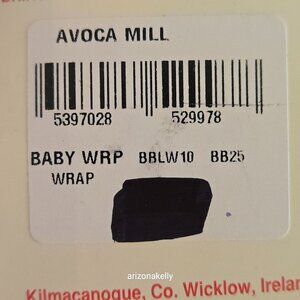 AVOCA MILL
5397028 529978
BABY WRP BBLW10 BB25
WRAP
arizonakelly
Kilmacanogue, Co. Wicklow, Irelan